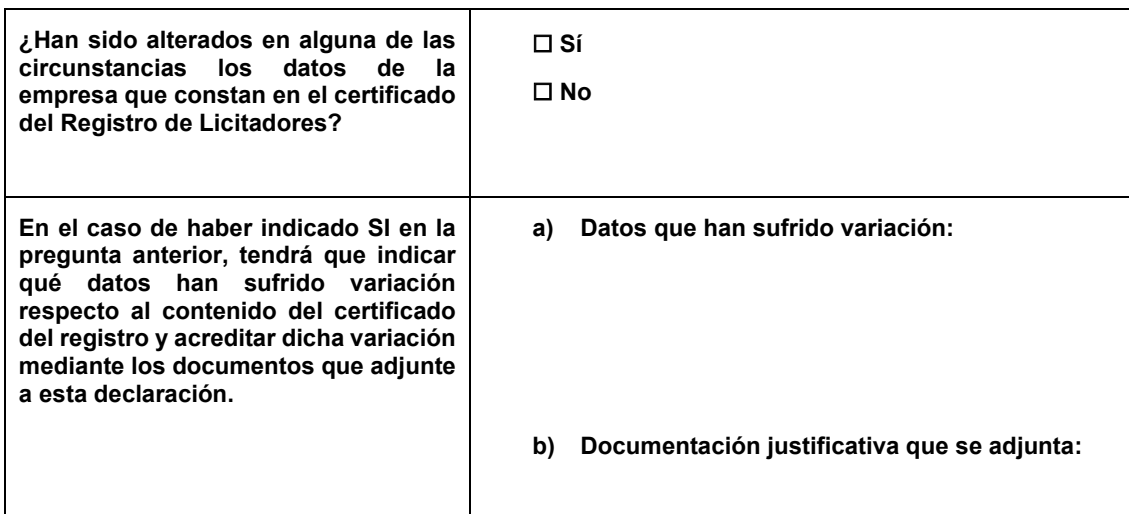 ¿Han sido alterados en alguna de las
circunstancias los datos de la
empresa que constan en el certificado
del Registro de Licitadores?
☐ Sí
☐ No
En el caso de haber indicado SI en la
pregunta anterior, tendrá que indicar
qué datos han sufrido variación
respecto al contenido del certificado
del registro y acreditar dicha variación
mediante los documentos que adjunte
a esta declaración.
a) Datos que han sufrido variación:
b) Documentación justificativa que se adjunta: